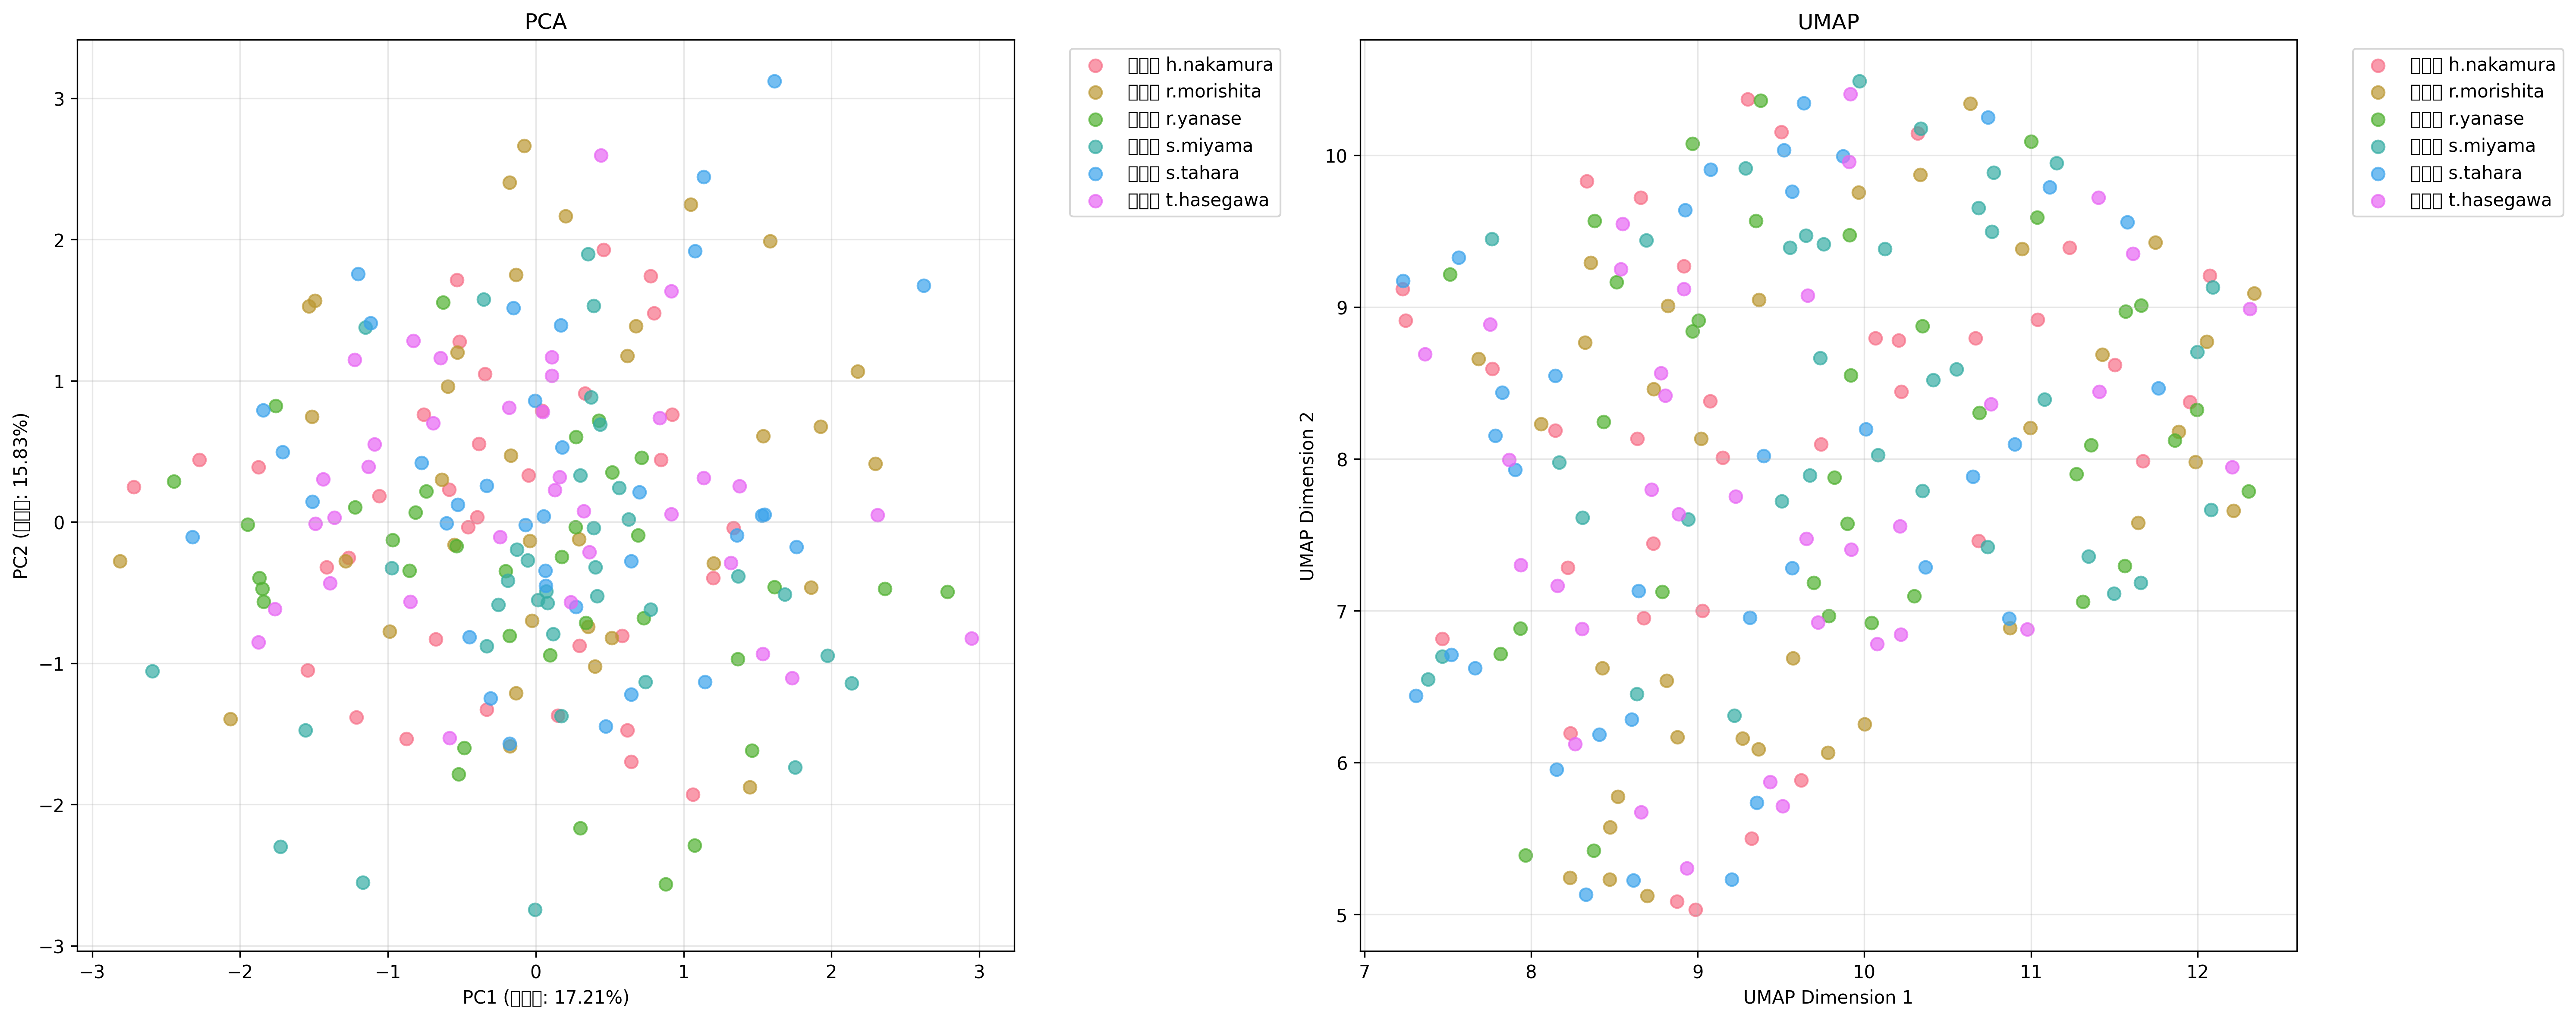 PCA
PC2 (□□□: 15.83%)
3
2
1
0
−1
−2
−3
−3
−2
−1
0
1
2
3
PC1 (□□□: 17.21%)
□□□ h.nakamura
□□□ r.morishita
□□□ r.yanase
□□□ s.miyama
□□□ s.tahara
□□□ t.hasegawa
UMAP
UMAP Dimension 2
10
9
8
7
6
5
7
8
9
10
11
12
UMAP Dimension 1
□□□ h.nakamura
□□□ r.morishita
□□□ r.yanase
□□□ s.miyama
□□□ s.tahara
□□□ t.hasegawa